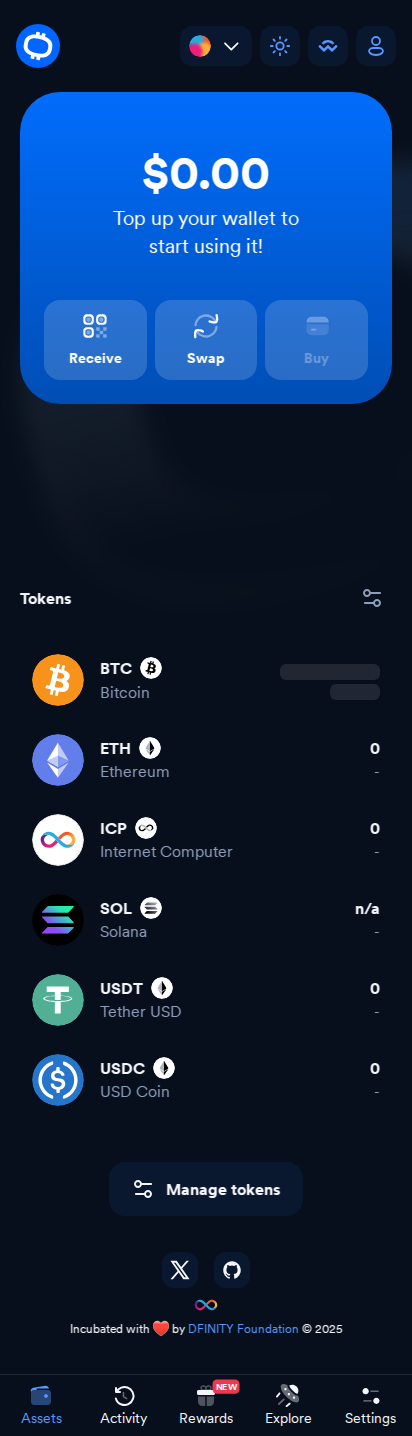 $0.00
Top up your wallet to
start using it!
Receive
Swap
Buy
Tokens
BTC
Bitcoin
ETH
0
Ethereum
-
ICP
0
Internet Computer
-
SOL
n/a
Solana
-
USDT
0
Tether USD
-
USDC
0
USD Coin
-
Manage tokens
Incubated with ❤️ by DFINITY Foundation © 2025
NEW
Assets
Activity
Rewards
Explore
Settings